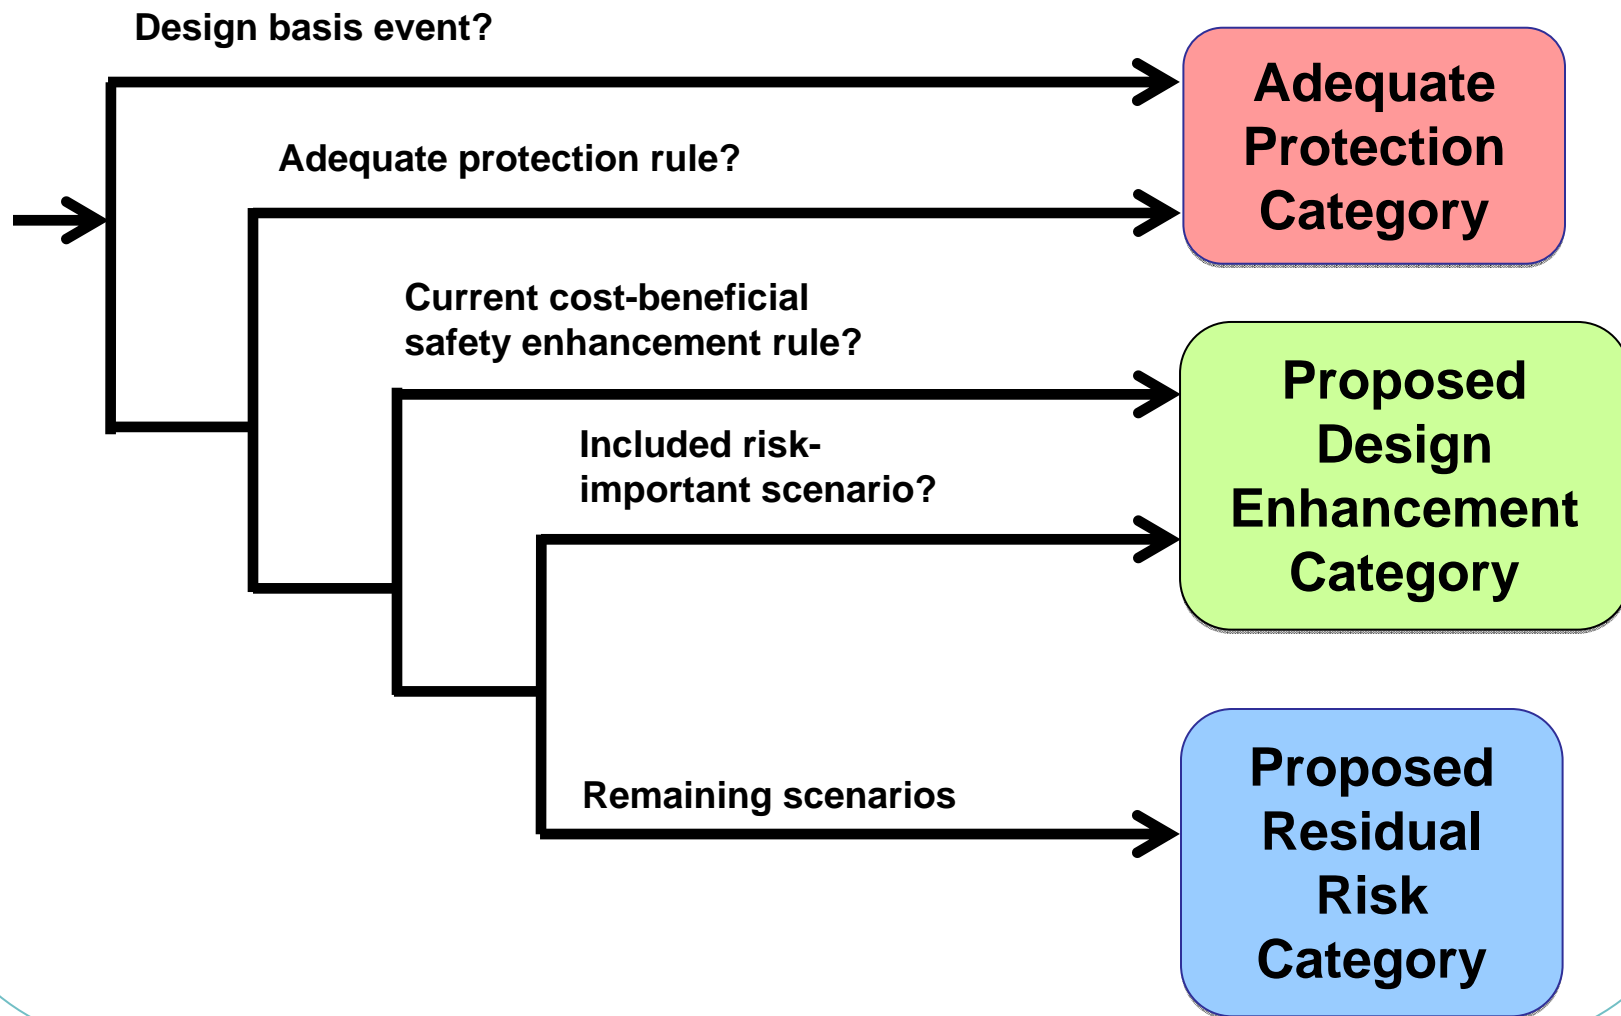 Design basis event?
Adequate protection rule?
Current cost-beneficial
safety enhancement rule?
Included risk-
important scenario?
Remaining scenarios
Adequate
Protection
Category
Proposed
Design
Enhancement
Category
Proposed
Residual
Risk
Category